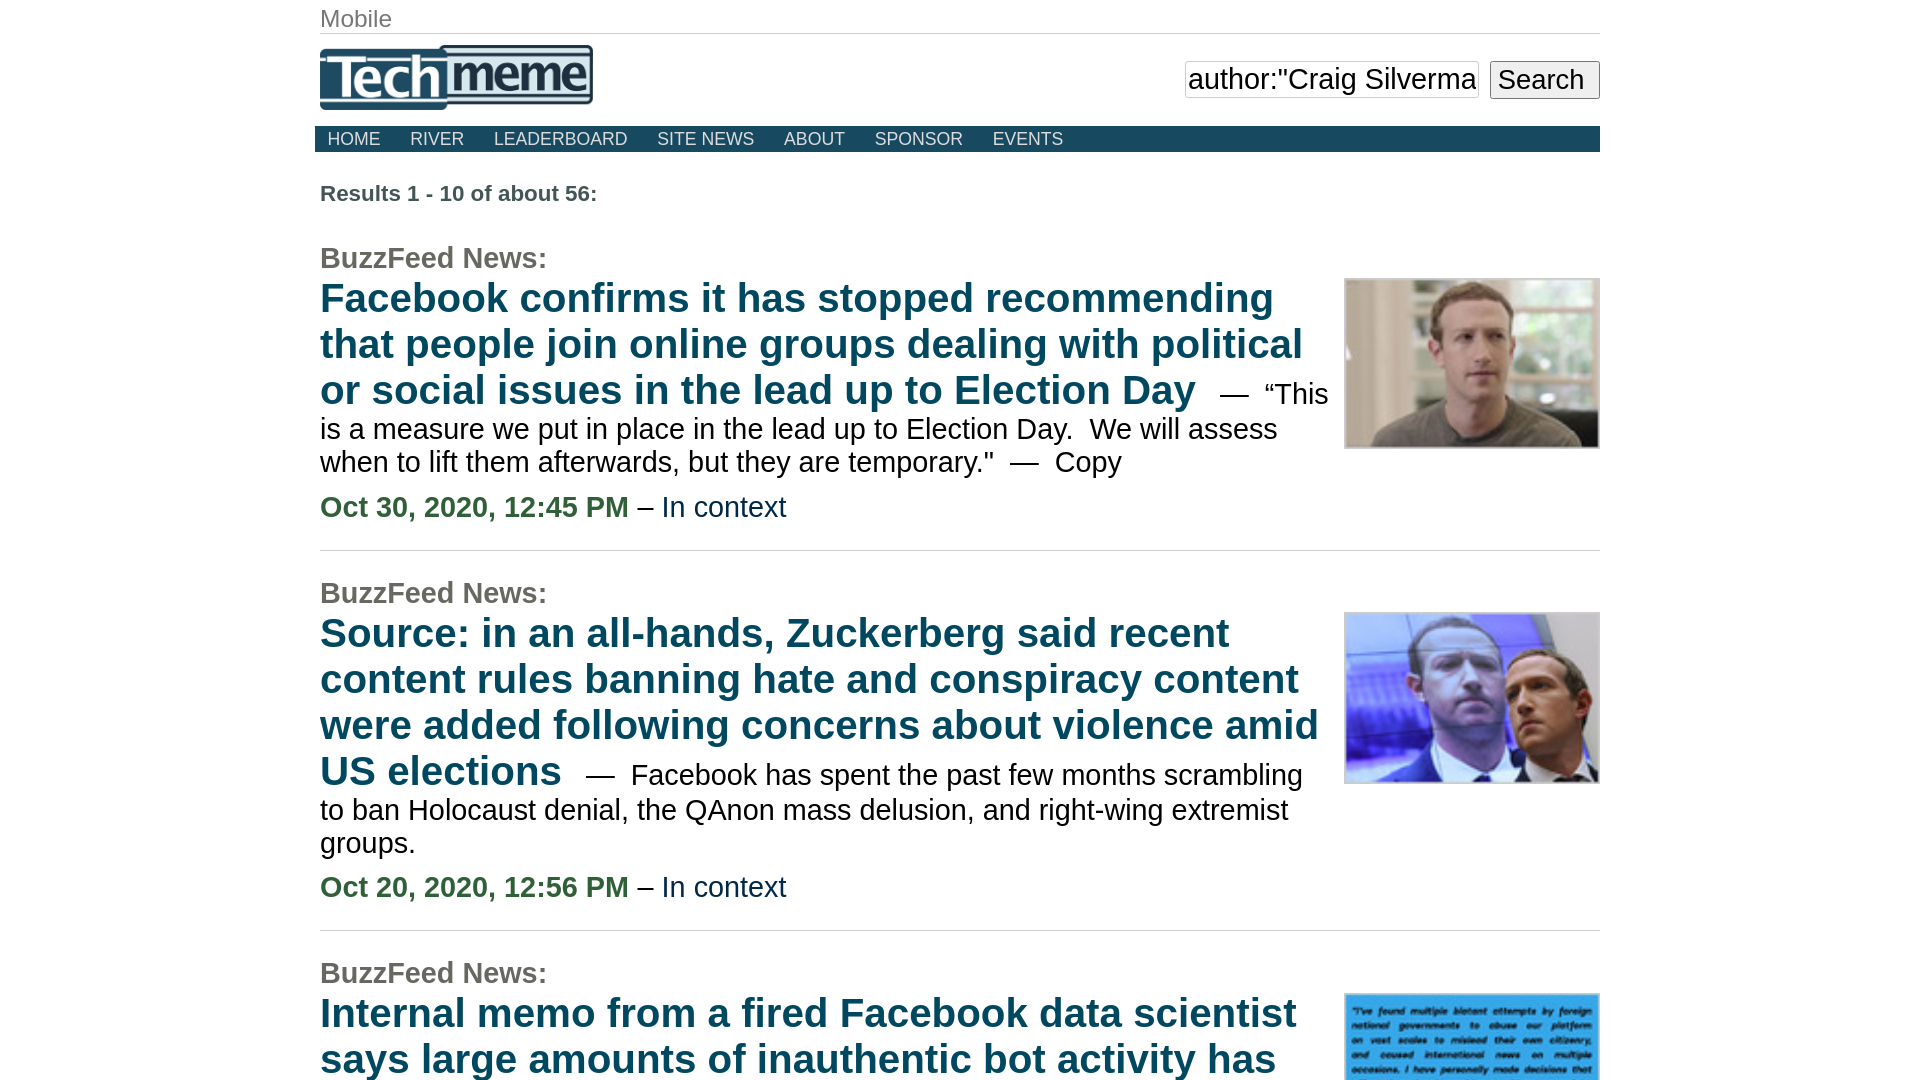 Mobile
Tech meme
author:"Craig Silverma
Search
HOME RIVER LEADERBOARD SITE NEWS ABOUT SPONSOR EVENTS
Results 1 - 10 of about 56:
BuzzFeed News:
Facebook confirms it has stopped recommending
that people join online groups dealing with political
or social issues in the lead up to Election Day — “This
is a measure we put in place in the lead up to Election Day. We will assess
when to lift them afterwards, but they are temporary." — Copy
Oct 30, 2020, 12:45 PM – In context
BuzzFeed News:
Source: in an all-hands, Zuckerberg said recent
content rules banning hate and conspiracy content
were added following concerns about violence amid
US elections — Facebook has spent the past few months scrambling
to ban Holocaust denial, the QAnon mass delusion, and right-wing extremist
groups.
Oct 20, 2020, 12:56 PM – In context
BuzzFeed News:
Internal memo from a fired Facebook data scientist
says large amounts of inauthentic bot activity has
"I've found multiple blatant attempts by foreign
national governments to abuse our platform
on vast scales to mislead their own citizenry,
and caused international news on multiple
occasions. I have personally made decisions that